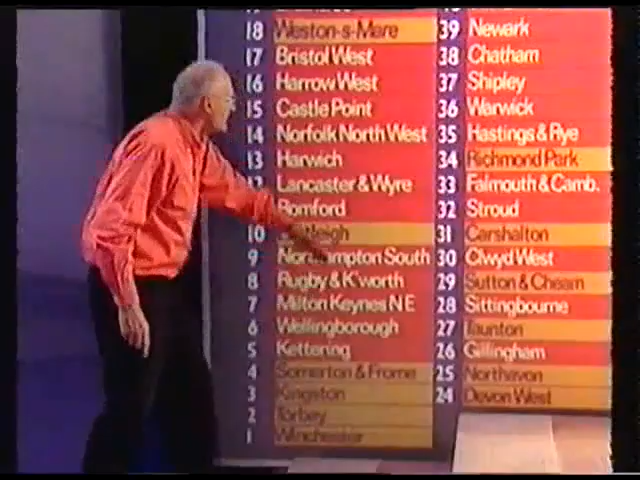 18 Weston-s-Mare
17 Bristol West
16 Harrow West
15 Castle Point
14 Norfolk North West
13 Harwich
12 Lancaster & Wyre
Romford
10
9 Northampton South
8 Rugby & K'worth
7 Milton Keynes N E
6 Wellingborough
5 Kettering
4 Somerton & Frome
3 Kingston
2 Torbay
1 Winchester
39 Newark
38 Chatham
37 Shipley
36 Warwick
35 Hastings & Rye
34 Richmond Park
33 Falmouth & Camb.
32 Stroud
31 Carshalton
30 Clwyd West
29 Sutton & Cheam
28 Sittingbourne
27 Taunton
26 Gillingham
25 Northavon
24 Devon West